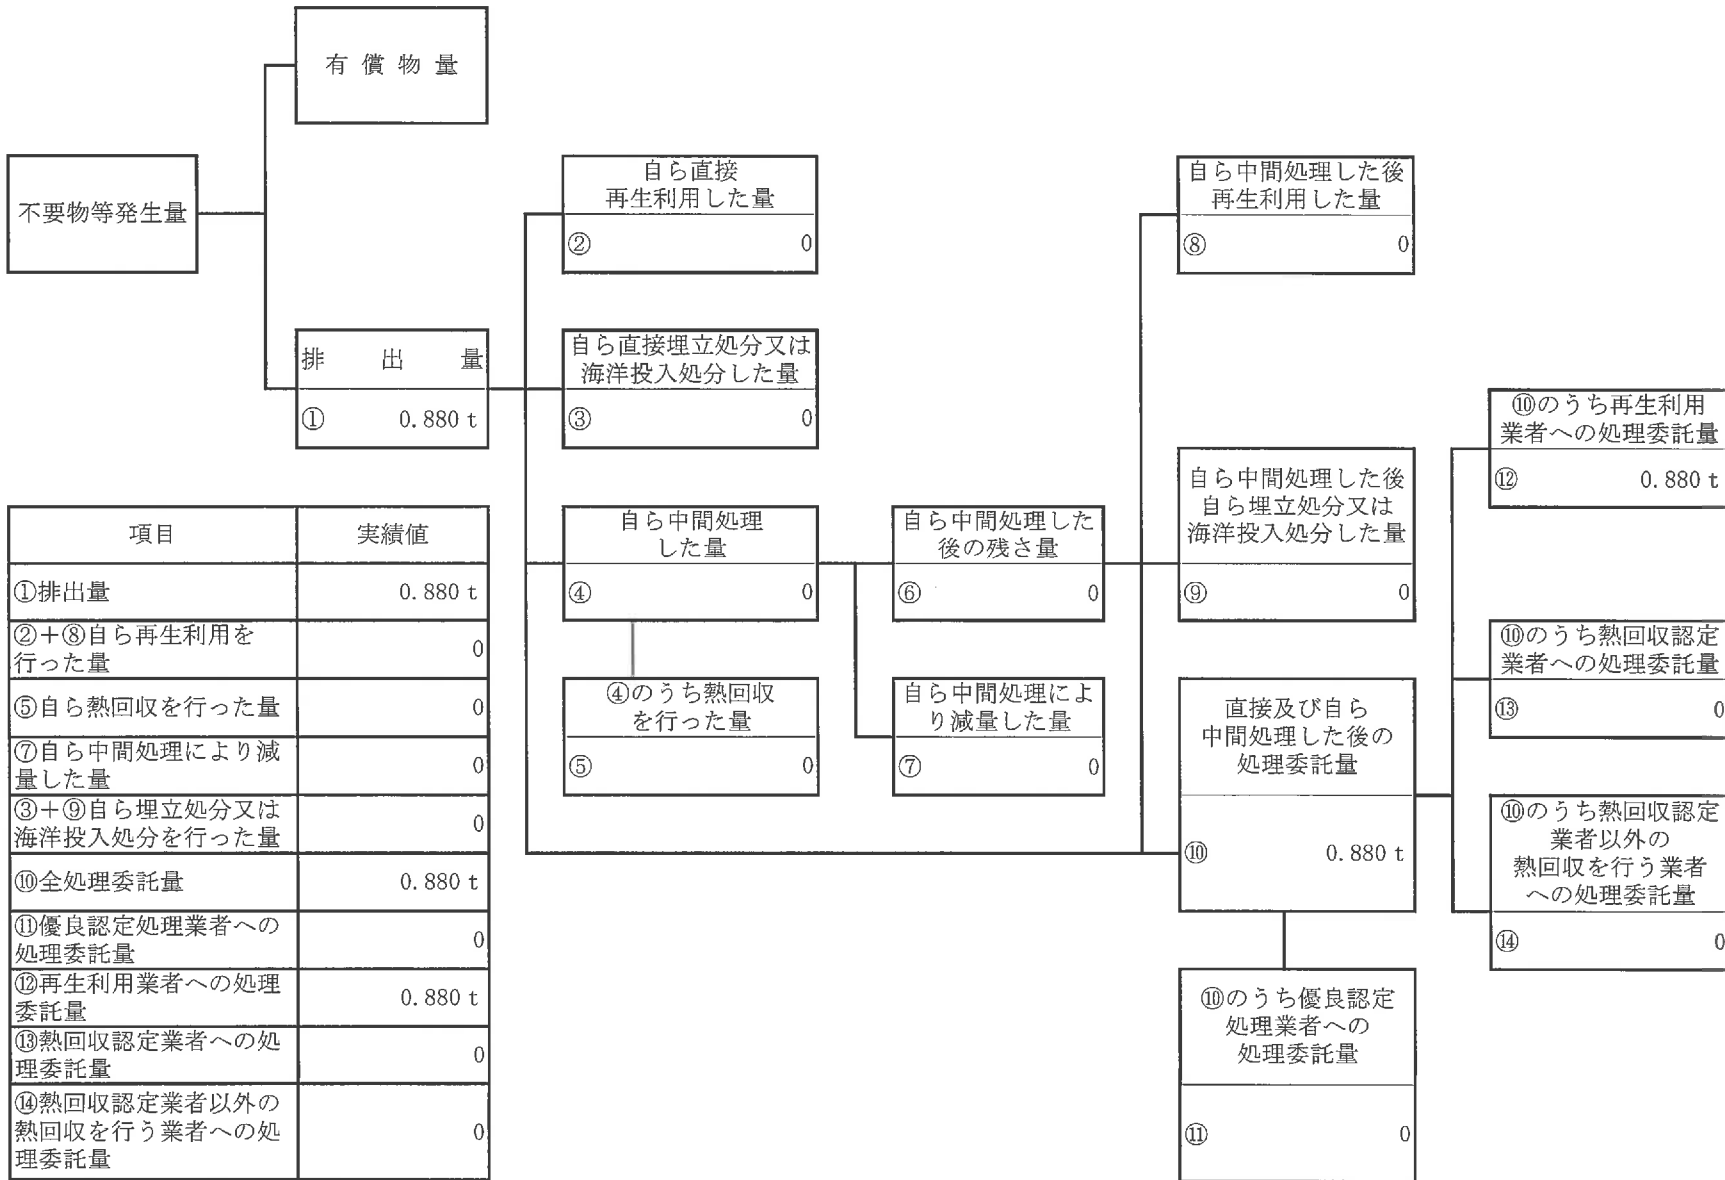 有償物量
不要物等発生量
排出量
① 0.880 t
自ら直接
再生利用した量
② 0
自ら直接埋立処分又は
海洋投入処分した量
③ 0
自ら中間処理
した量
④ 0
④のうち熱回収
を行った量
⑤ 0
自ら中間処理した
後の残さ量
⑥ 0
自ら中間処理によ
り減量した量
⑦ 0
自ら中間処理した後
再生利用した量
⑧ 0
自ら中間処理した後
自ら埋立処分又は
海洋投入処分した量
⑨ 0
直接及び自ら
中間処理した後の
処理委託量
⑩ 0.880 t
⑩のうち優良認定
処理業者への
処理委託量
⑪ 0
⑩のうち再生利用
業者への処理委託量
⑫ 0.880 t
⑩のうち熱回収認定
業者への処理委託量
⑬ 0
⑩のうち熱回収認定
業者以外の
熱回収を行う業者
への処理委託量
⑭ 0
項目 実績値
①排出量 0.880 t
②+⑧自ら再生利用を
行った量 0
⑤自ら熱回収を行った量 0
⑦自ら中間処理により減
量した量 0
③+⑨自ら埋立処分又は
海洋投入処分を行った量 0
⑩全処理委託量 0.880 t
⑪優良認定処理業者への
処理委託量 0
⑫再生利用業者への処理
委託量 0.880 t
⑬熱回収認定業者への処
理委託量 0
⑭熱回収認定業者以外の
熱回収を行う業者への処
理委託量 0